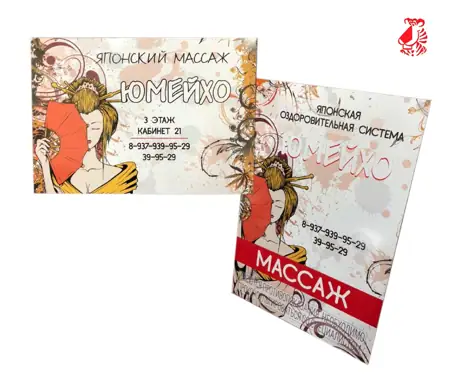 ЯПОНСКИЙ МАССАЖ
ЮМЕЙХО
3 ЭТАЖ
КАБИНЕТ 21
8-937-939-95-29
39-95-29
ЯПОНСКАЯ
ОЗДОРОВИТЕЛЬНАЯ СИСТЕМА
ЮМЕЙХО
8-937-939-95-29
39-95-29
МАССАЖ